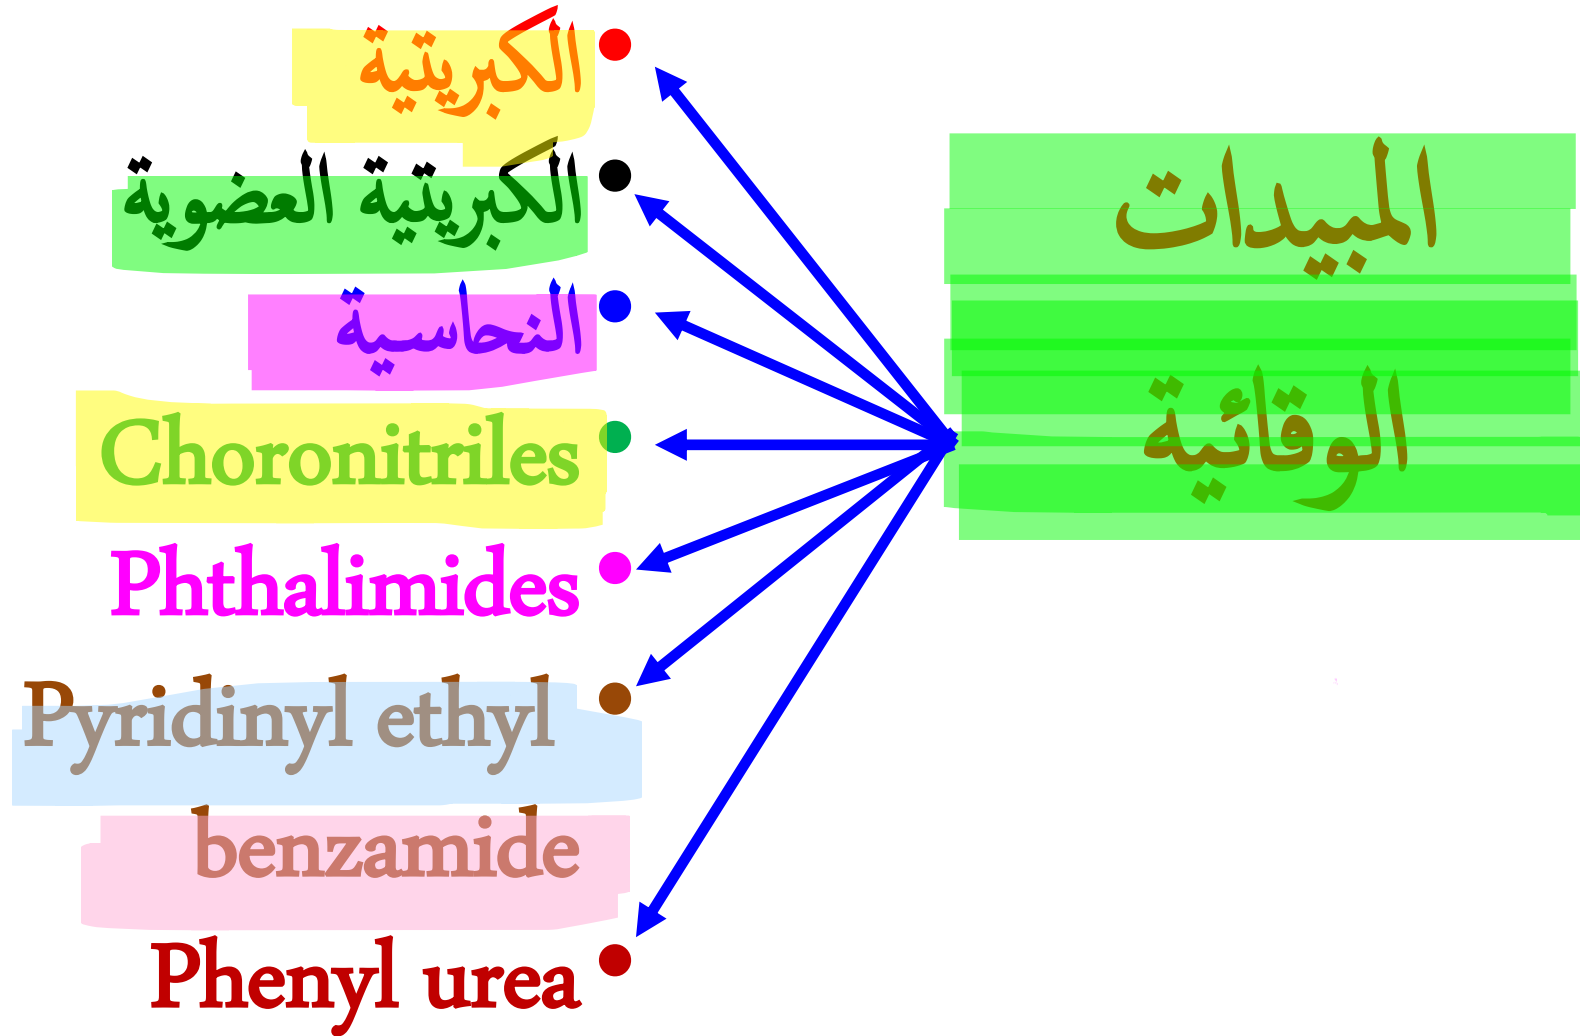 المبيدات
الوقائية
الكبريتية
الكبريتية العضوية
النحاسية
Choronitriles
Phthalimides
Pyridinyl ethyl
benzamide
Phenyl urea